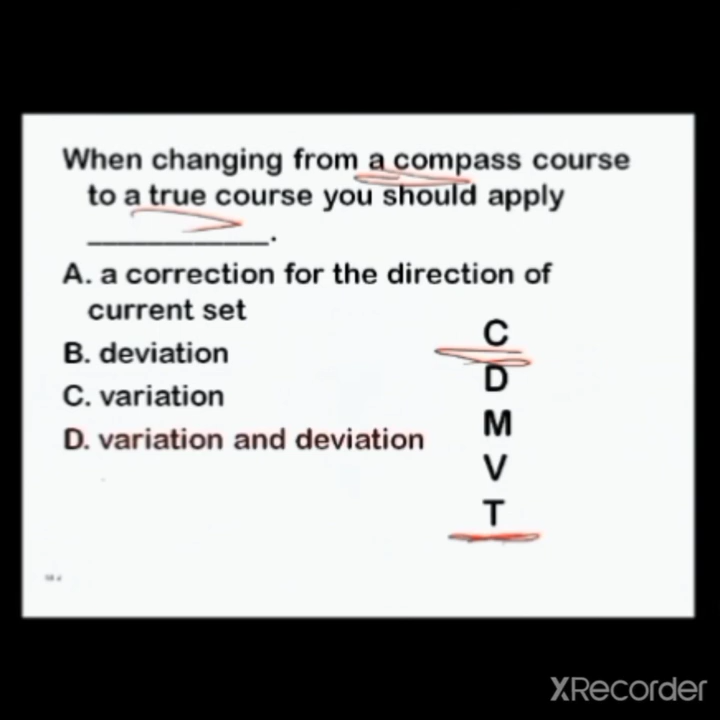 When changing from a compass course
to a true course you should apply
____________.
A. a correction for the direction of
current set
B. deviation
C. variation
D. variation and deviation
C
D
M
V
T
XRecorder